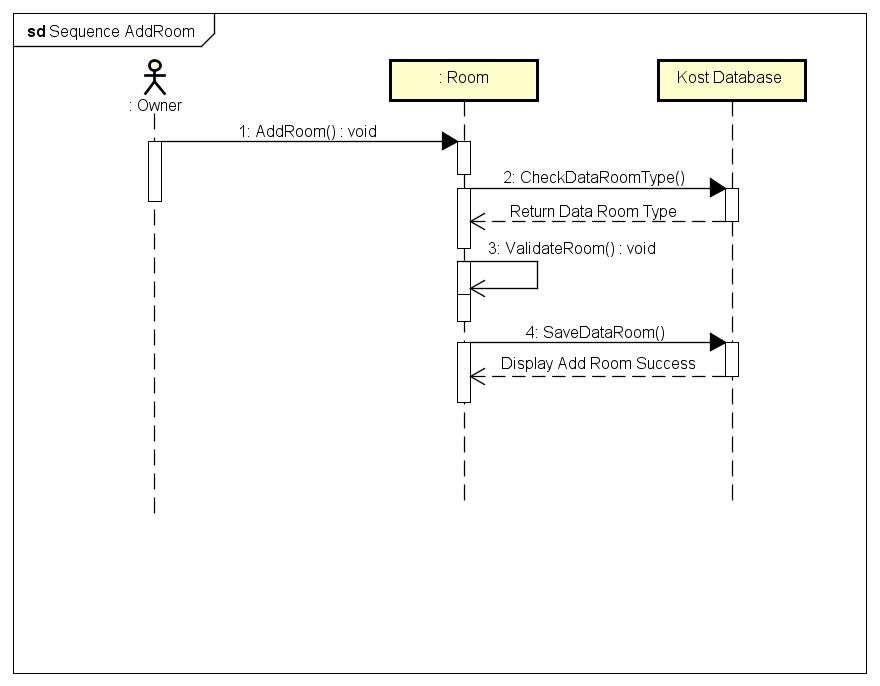 sd Sequence AddRoom
: Owner
: Room
Kost Database
1: AddRoom() : void
2: CheckDataRoomType()
Return Data Room Type
3: ValidateRoom() : void
4: SaveDataRoom()
Display Add Room Success